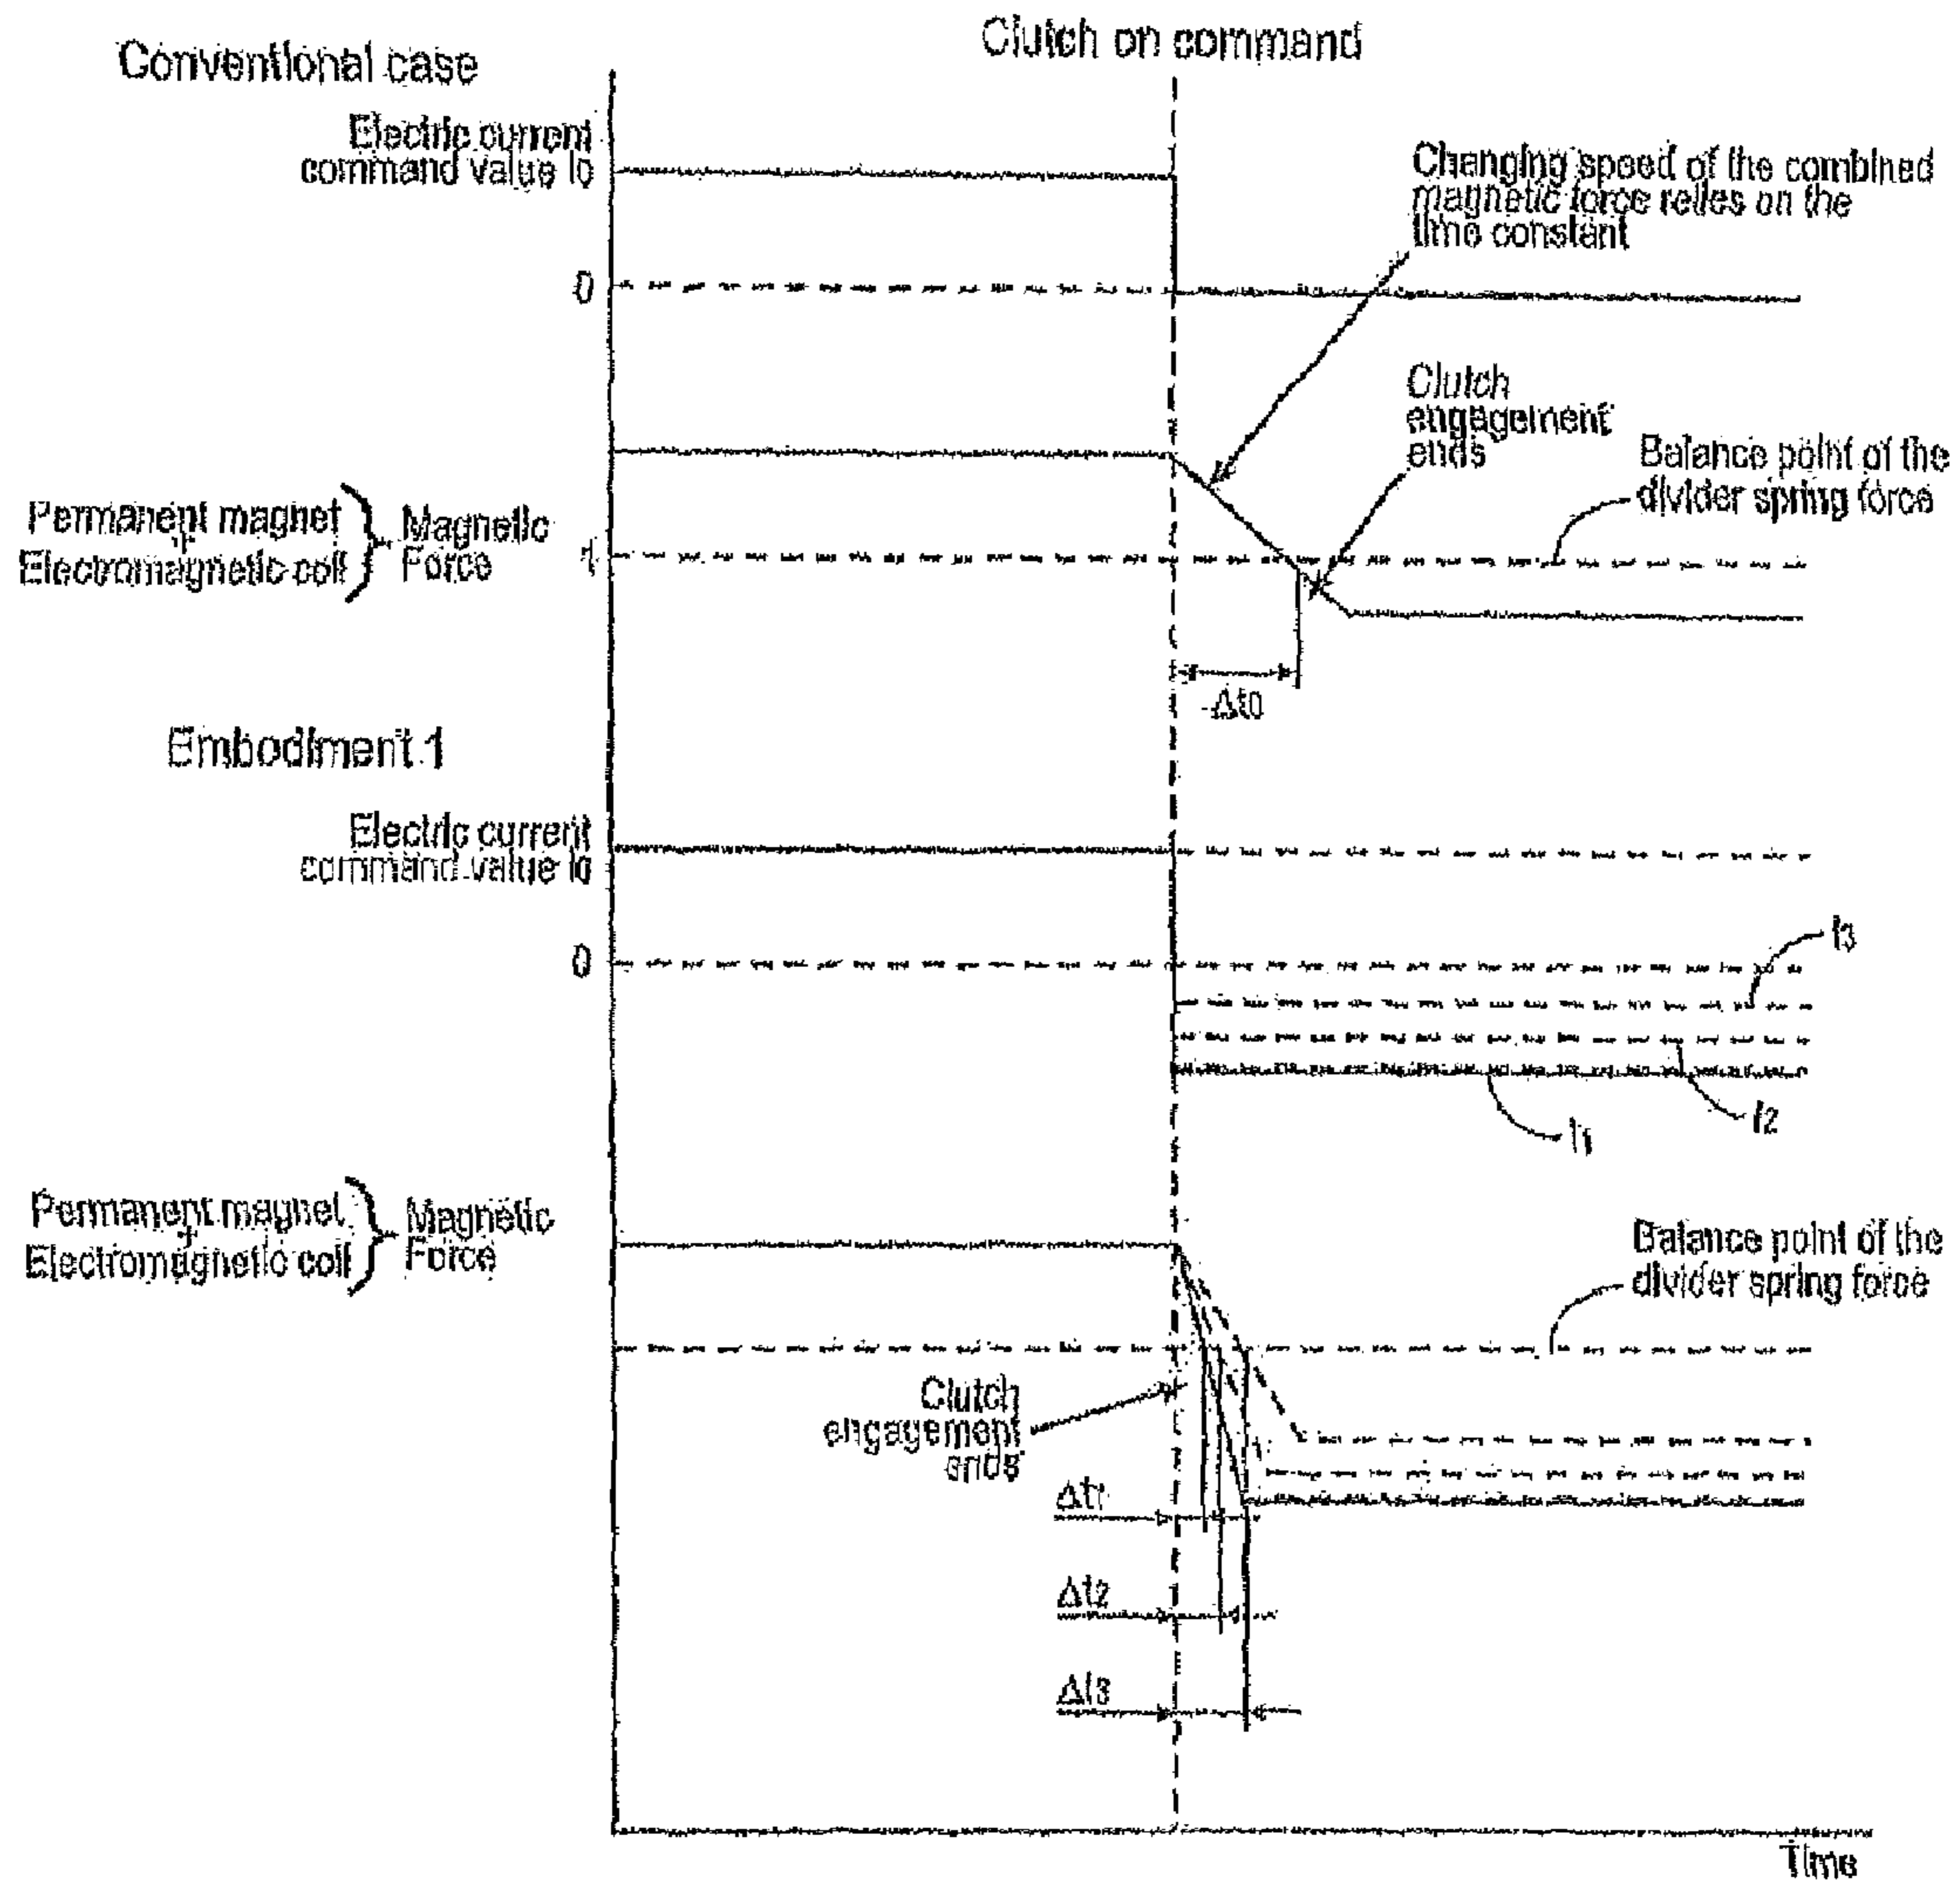 Conventional case
Clutch on command
Electric current
command value I0
Changing speed of the combined
magnetic force relies on the
time constant
0
Clutch
engagement
ends
Balance point of the
divider spring force
Permanent magnet
+
Electromagnetic coil
Magnetic
Force
Δt0
Embodiment 1
Electric current
command value I0
0
I3
I2
I1
Permanent magnet
+
Electromagnetic coil
Magnetic
Force
Balance point of the
divider spring force
Clutch
engagement
ends
Δt1
Δt2
Δt3
Time